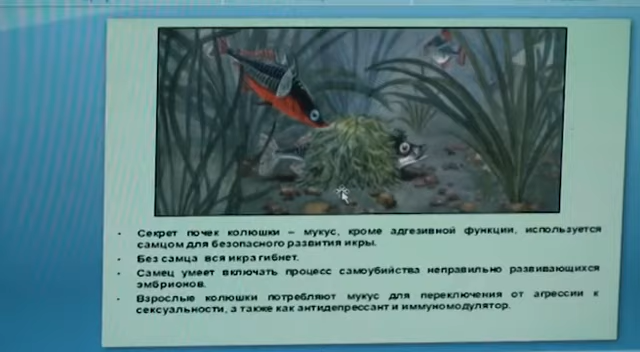 • Секрет почек колюшки – мукус, кроме адгезивной функции, используется
самцом для безопасного развития икры.
• Без самца вся икра гибнет.
• Самец умеет включать процесс самоубийства неправильно развивающихся
эмбрионов.
• Взрослые колюшки потребляют мукус для переключения от агрессии к
сексуальности, а также как антидепрессант и иммуномодулятор.